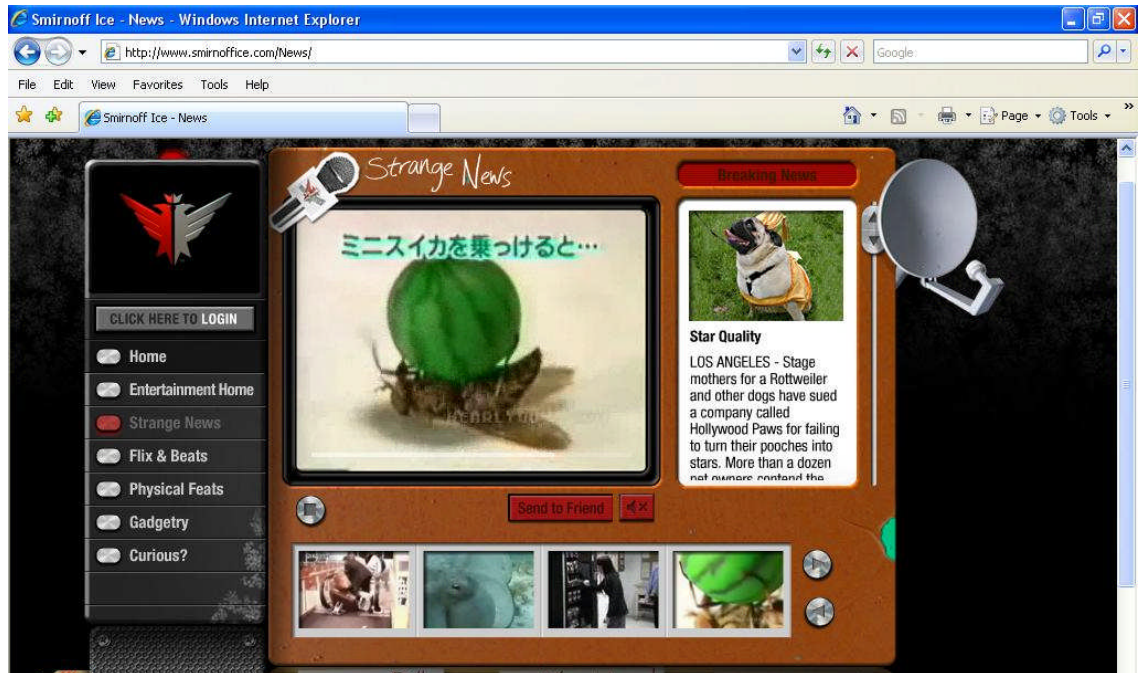 Smirnoff Ice - News - Windows Internet Explorer
http://www.smirnoffice.com/News/
Google
File Edit View Favorites Tools Help
Smirnoff Ice - News
Page Tools
Strange News
Breaking News
ミニスイカを乗っけると…
CLICK HERE TO LOGIN
Home
Entertainment Home
Strange News
Flix & Beats
Physical Feats
Gadgetry
Curious?
Star Quality
LOS ANGELES - Stage
mothers for a Rottweiler
and other dogs have sued
a company called
Hollywood Paws for failing
to turn their pooches into
stars. More than a dozen
pet owners contend the
Send to Friend